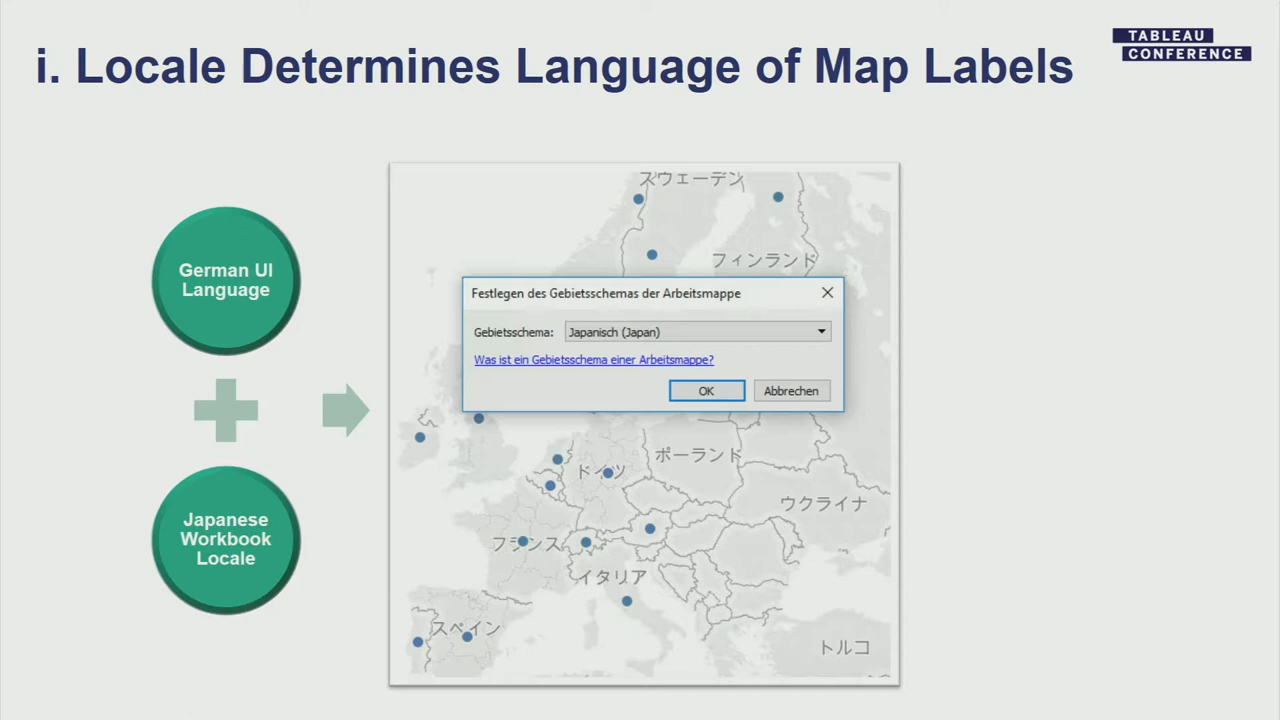 i. Locale Determines Language of Map Labels
TABLEAU
CONFERENCE
German UI
Language
Japanese
Workbook
Locale
スウェーデン
フィンランド
Festlegen des Gebietsschemas der Arbeitsmappe
Gebietsschema:
Japanisch (Japan)
Was ist ein Gebietsschema einer Arbeitsmappe?
OK
Abbrechen
ポーランド
ドイツ
ウクライナ
フランス
イタリア
スペイン
トルコ